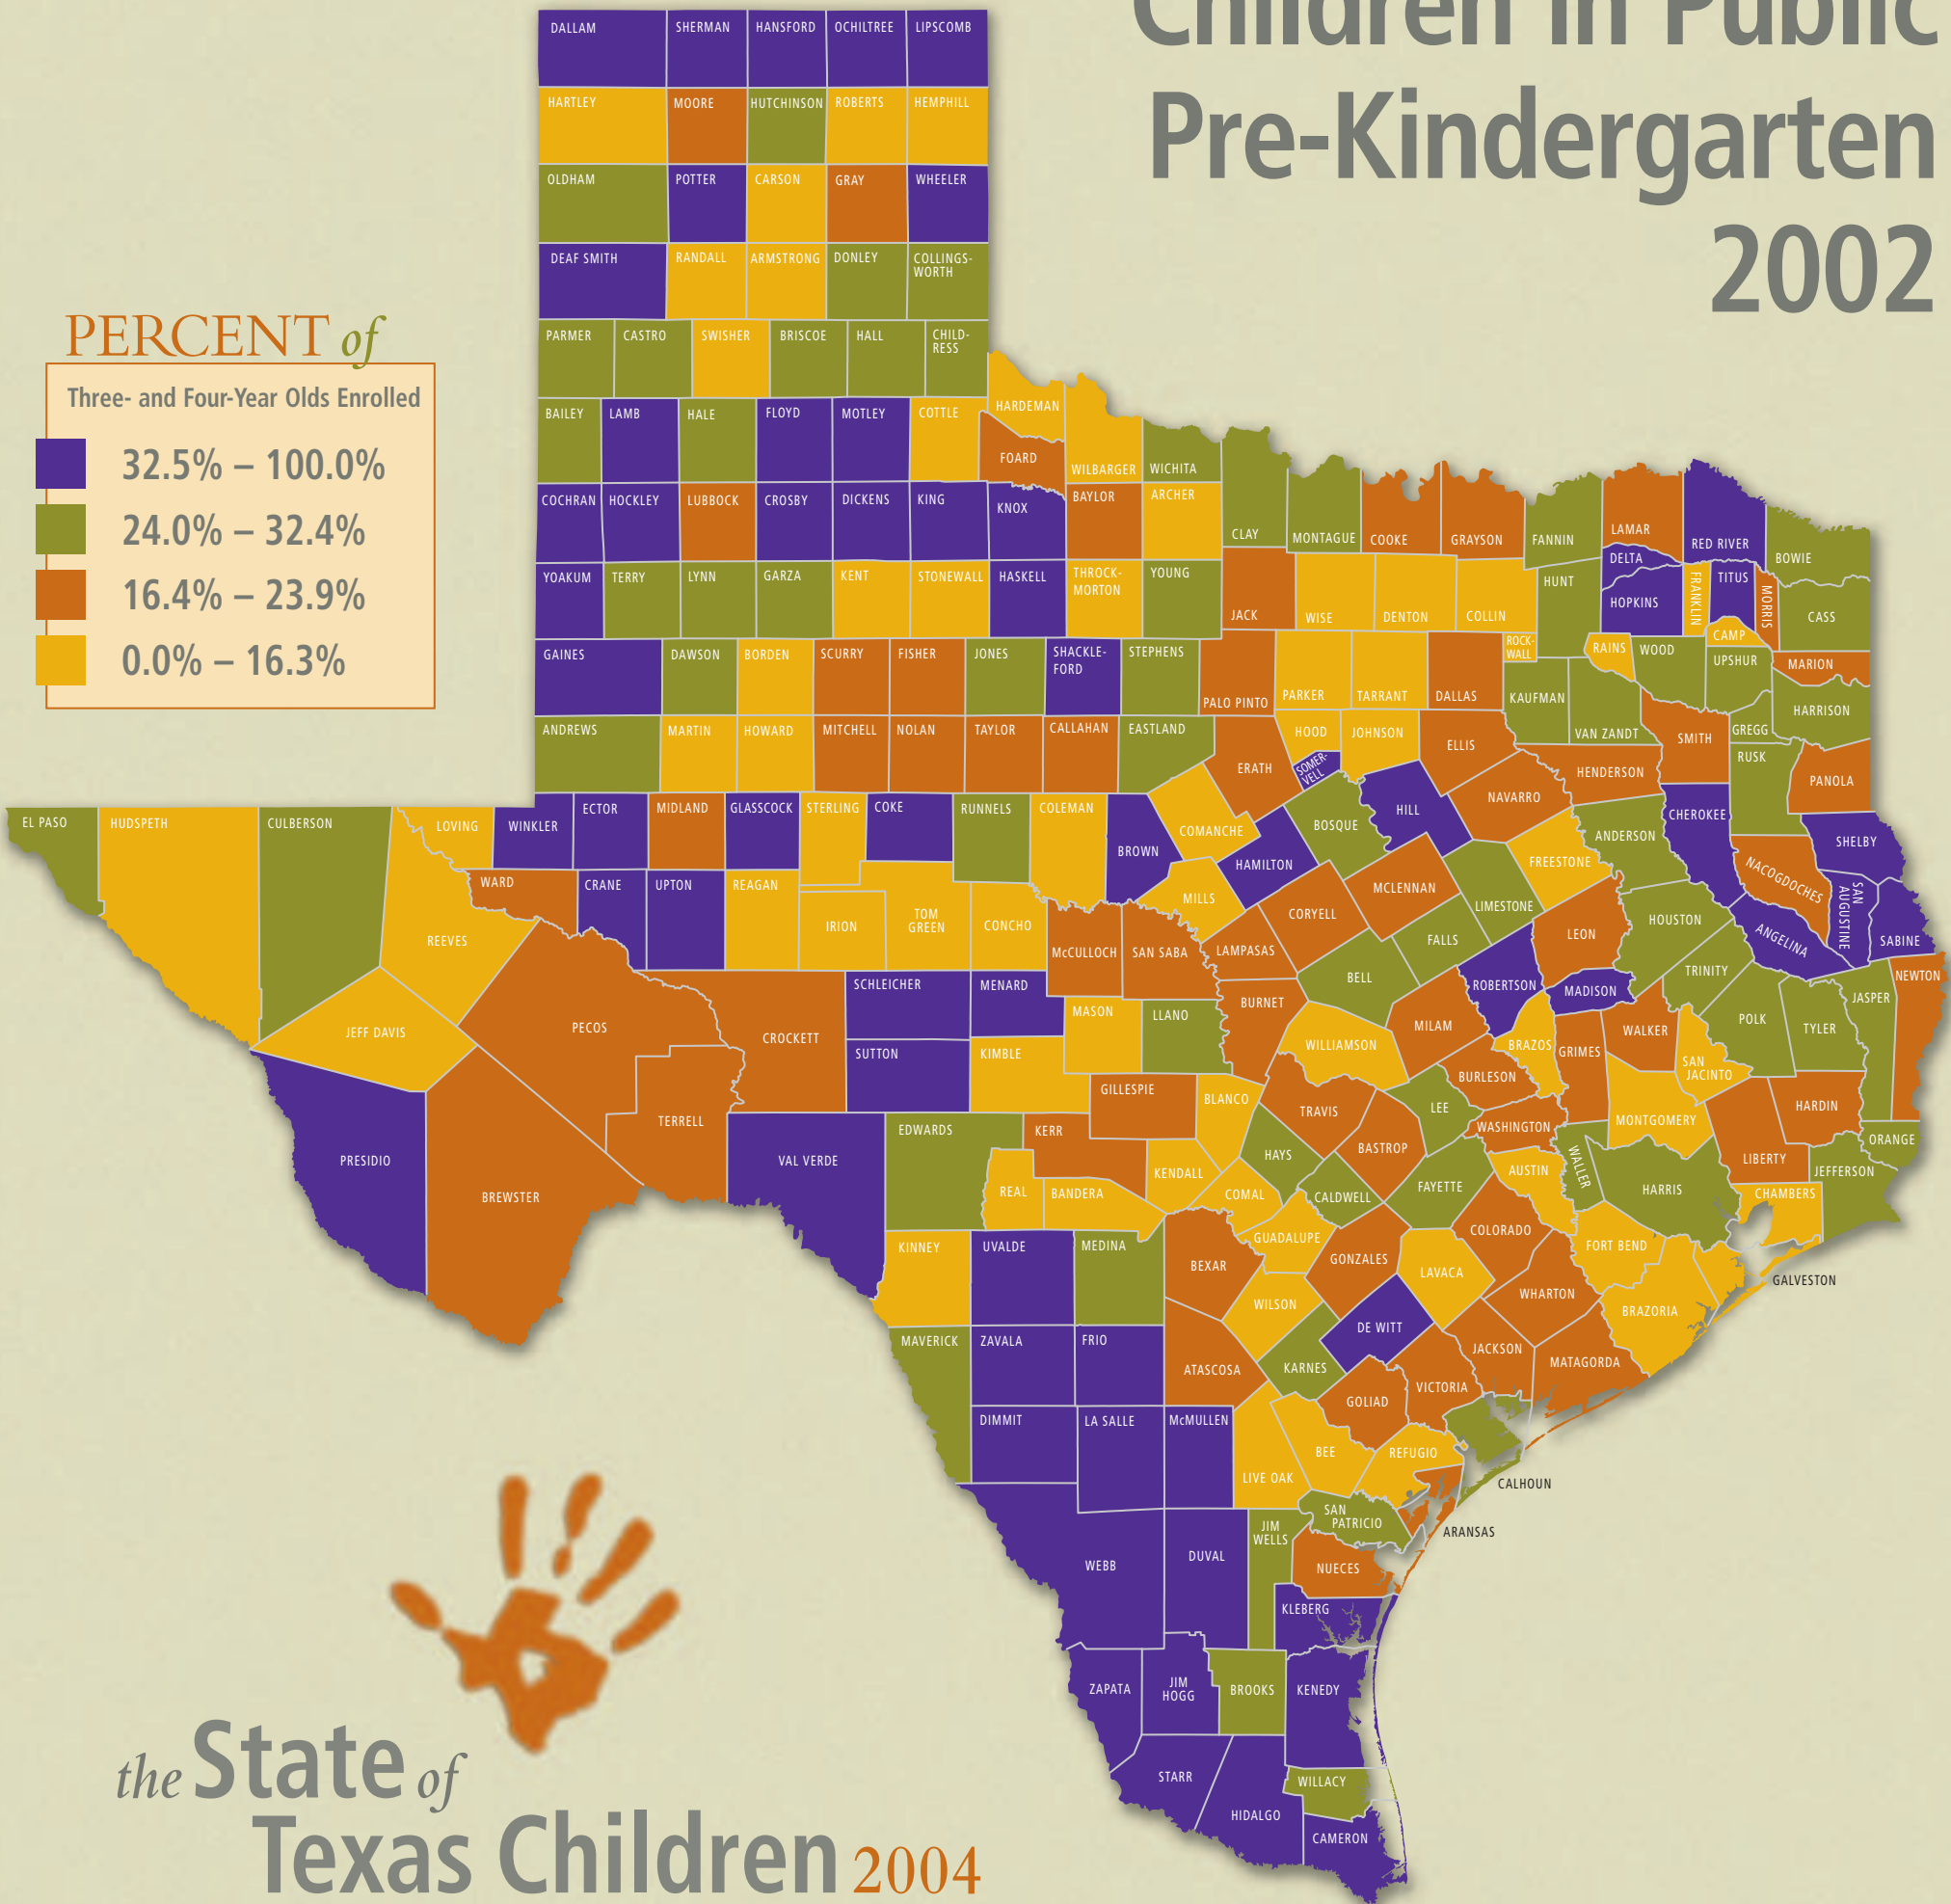 Children in Public
Pre-Kindergarten
2002
PERCENT of
Three- and Four-Year Olds Enrolled
32.5% – 100.0%
24.0% – 32.4%
16.4% – 23.9%
0.0% – 16.3%
DALLAM SHERMAN HANSFORD OCHILTREE LIPSCOMB
HARTLEY MOORE HUTCHINSON ROBERTS HEMPHILL
OLDHAM POTTER CARSON GRAY WHEELER
DEAF SMITH RANDALL ARMSTRONG DONLEY COLLINGS-
WORTH
PARMER CASTRO SWISHER BRISCOE HALL CHILD-
RESS
BAILEY LAMB HALE FLOYD MOTLEY COTTLE HARDEMAN
FOARD WILBARGER WICHITA
COCHRAN HOCKLEY LUBBOCK CROSBY DICKENS KING KNOX BAYLOR ARCHER
CLAY MONTAGUE COOKE GRAYSON FANNIN LAMAR RED RIVER BOWIE
DELTA
YOAKUM TERRY LYNN GARZA KENT STONEWALL HASKELL THROCK-
MORTON YOUNG
JACK WISE DENTON COLLIN HUNT HOPKINS FRANKLIN TITUS MORRIS CASS
CAMP
GAINES DAWSON BORDEN SCURRY FISHER JONES SHACKLE-
FORD STEPHENS
ROCK-
WALL RAINS WOOD UPSHUR MARION
PALO PINTO PARKER TARRANT DALLAS KAUFMAN VAN ZANDT HARRISON
ANDREWS MARTIN HOWARD MITCHELL NOLAN TAYLOR CALLAHAN EASTLAND
HOOD JOHNSON ELLIS SMITH GREGG
ERATH SOMER-
VELL HENDERSON RUSK PANOLA
NAVARRO
EL PASO HUDSPETH CULBERSON LOVING WINKLER ECTOR MIDLAND GLASSCOCK STERLING COKE RUNNELS COLEMAN
BROWN COMANCHE BOSQUE HILL ANDERSON CHEROKEE SHELBY
HAMILTON FREESTONE
REEVES WARD CRANE UPTON REAGAN IRION TOM
GREEN CONCHO
MILLS CORYELL MCLENNAN LIMESTONE NACOGDOCHES SAN
AUGUSTINE
McCULLOCH SAN SABA LAMPASAS FALLS LEON HOUSTON ANGELINA SABINE
BELL TRINITY NEWTON
JEFF DAVIS PECOS CROCKETT SCHLEICHER MENARD
BURNET ROBERTSON MADISON JASPER
MASON LLANO MILAM WALKER POLK TYLER
SUTTON KIMBLE WILLIAMSON BRAZOS GRIMES SAN
JACINTO
TERRELL GILLESPIE BLANCO TRAVIS BURLESON
LEE MONTGOMERY HARDIN
PRESIDIO BREWSTER VAL VERDE EDWARDS KERR
BASTROP WASHINGTON ORANGE
HAYS WALLER LIBERTY JEFFERSON
REAL BANDERA KENDALL COMAL CALDWELL FAYETTE AUSTIN HARRIS CHAMBERS
KINNEY UVALDE MEDINA BEXAR GUADALUPE GONZALES LAVACA COLORADO FORT BEND
GALVESTON
WILSON WHARTON BRAZORIA
MAVERICK ZAVALA FRIO ATASCOSA KARNES DE WITT JACKSON MATAGORDA
GOLIAD VICTORIA
DIMMIT LA SALLE McMULLEN LIVE OAK BEE REFUGIO
CALHOUN
WEBB DUVAL JIM
WELLS SAN
PATRICIO
ARANSAS
NUECES
KLEBERG
ZAPATA JIM
HOGG BROOKS KENEDY
STARR WILLACY
HIDALGO
CAMERON
the State of
Texas Children 2004